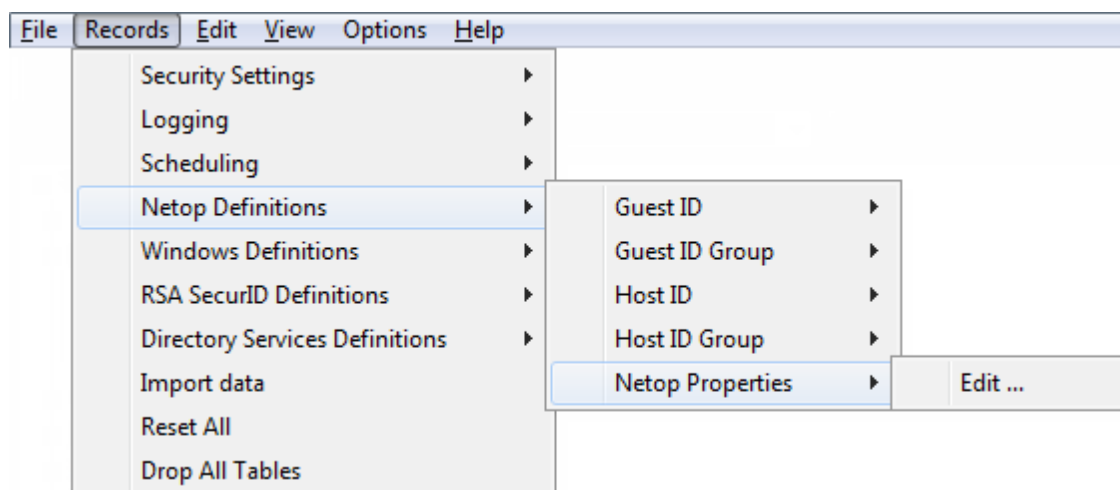 File Records Edit View Options Help
Security Settings
Logging
Scheduling
Netop Definitions
Windows Definitions
RSA SecurID Definitions
Directory Services Definitions
Import data
Reset All
Drop All Tables
Guest ID
Guest ID Group
Host ID
Host ID Group
Netop Properties
Edit ...